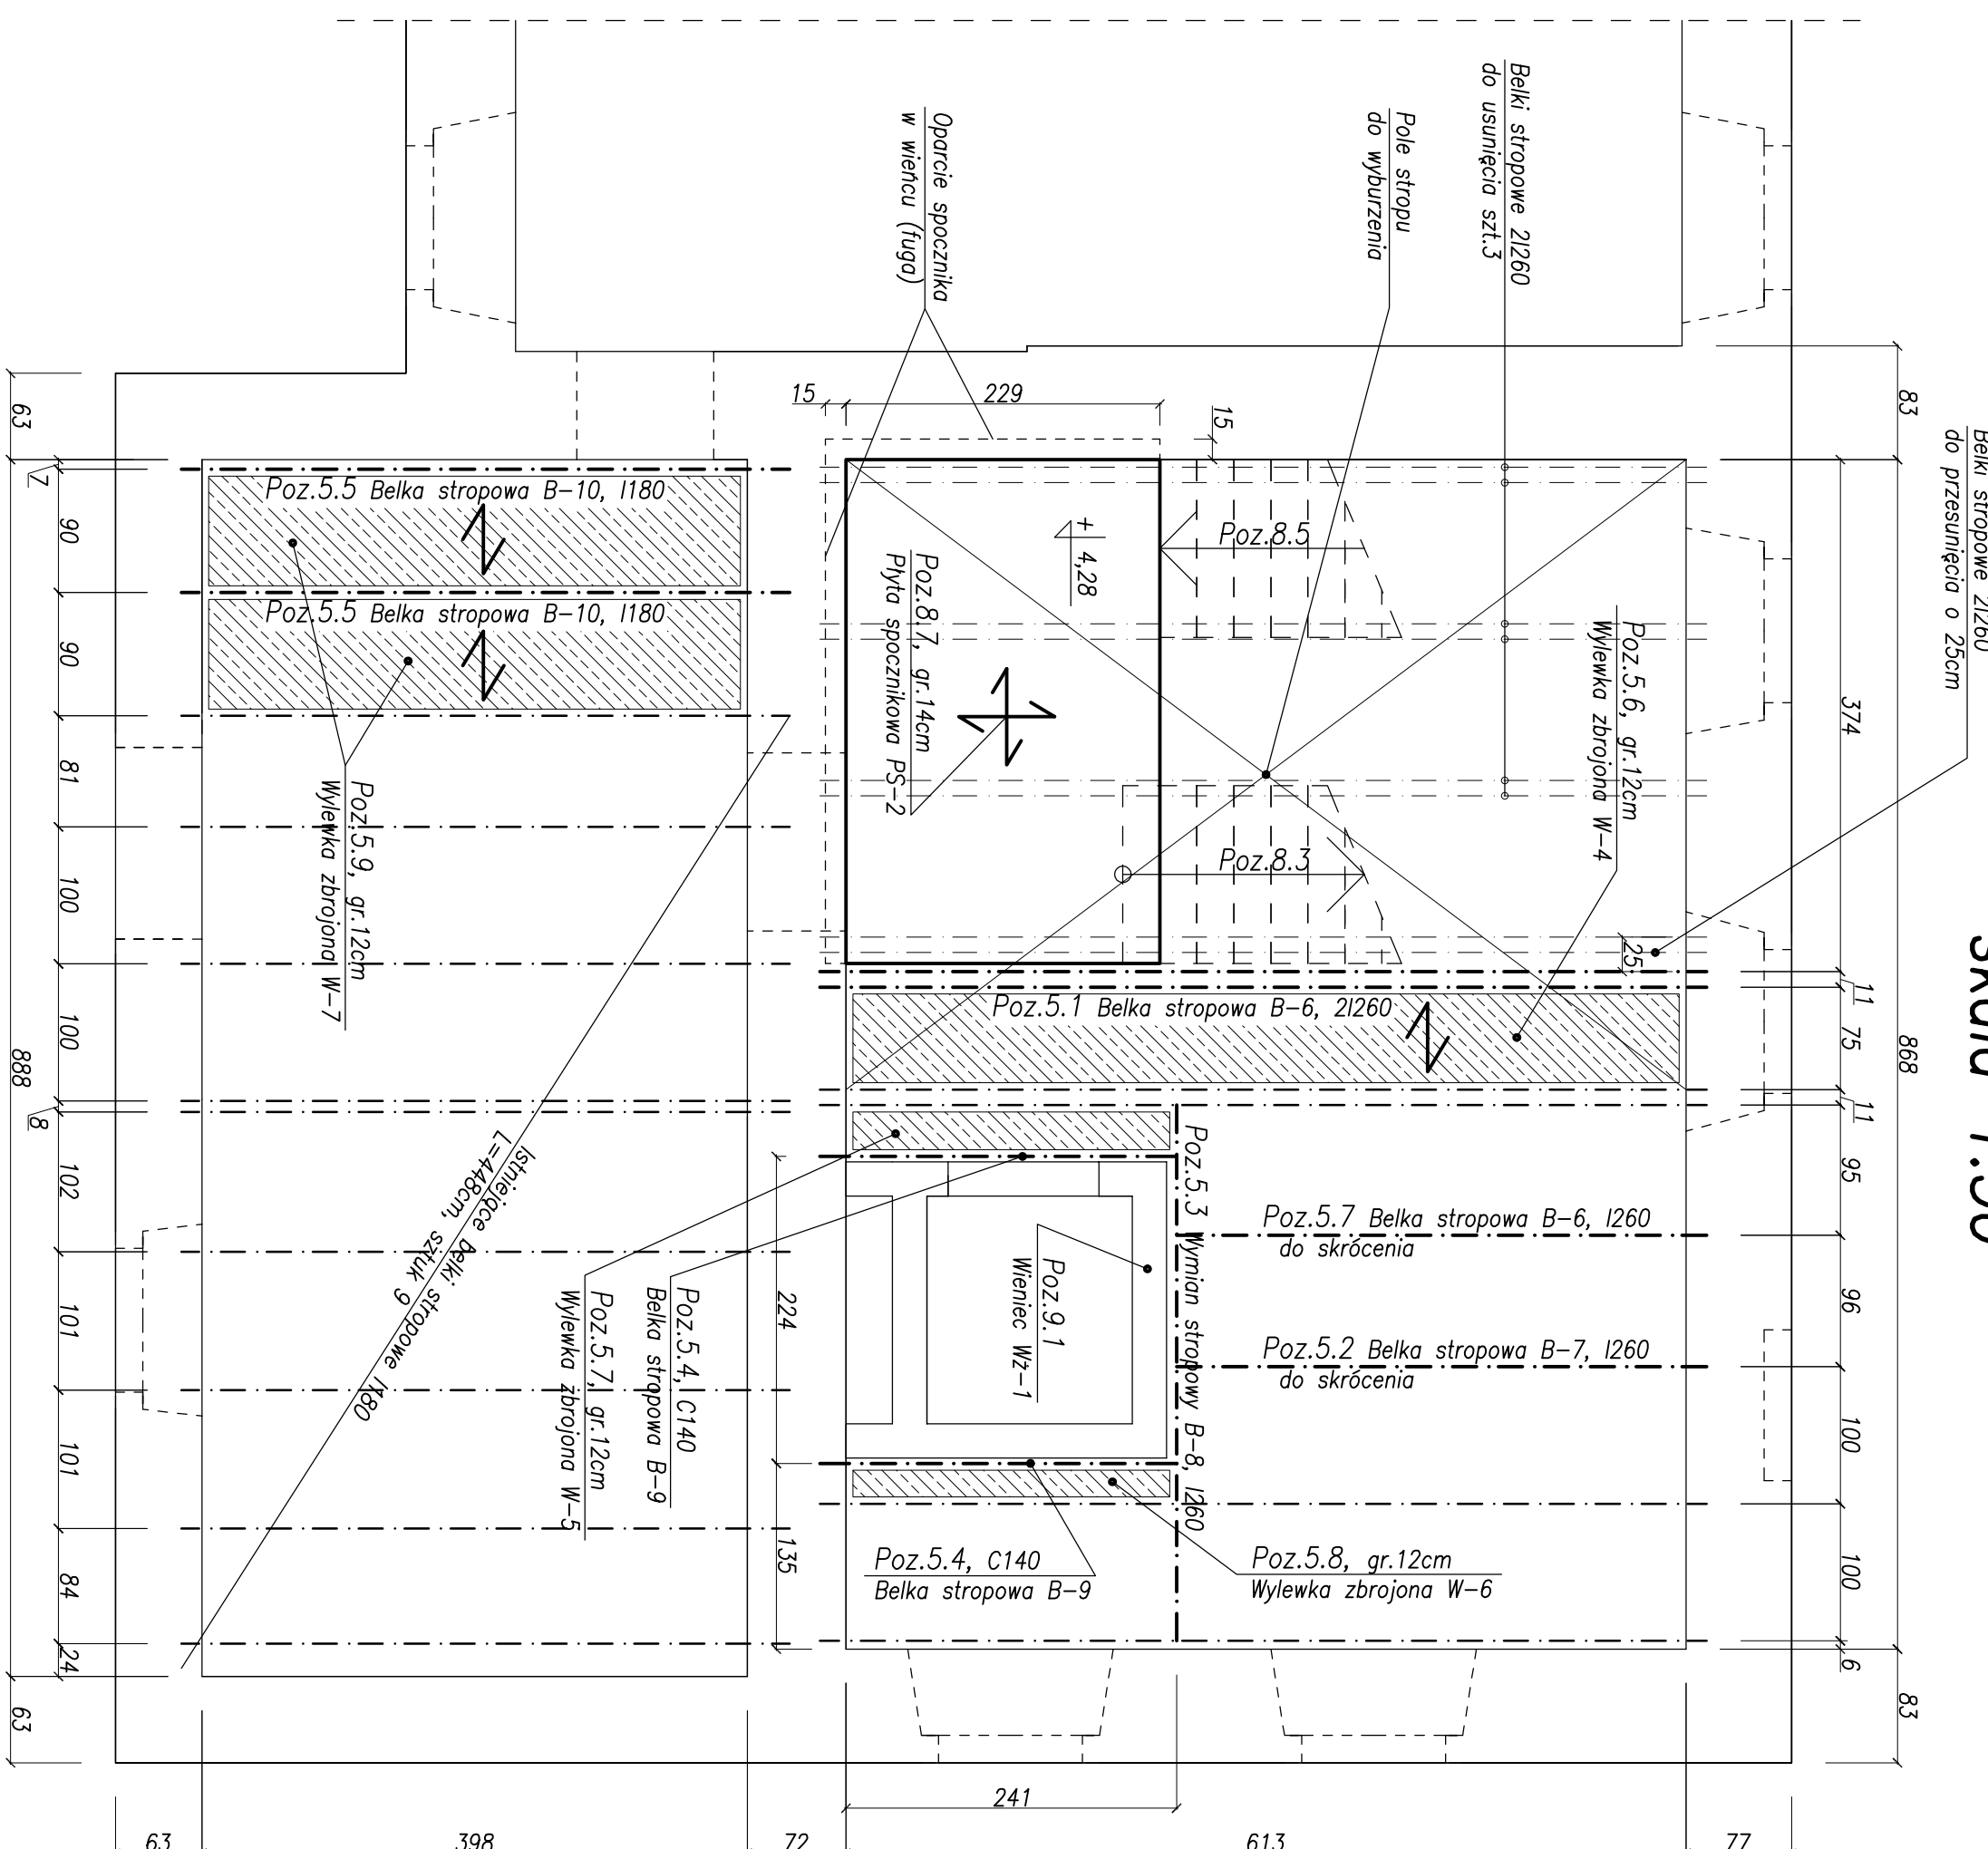 Belki stropowe 2I260
do usunięcia szt.3
Pole stropu
do wyburzenia
Oparcie spocznika
w wieńcu (fuga)
Belki stropowe 2I260
do przesunięcia o 25cm
skala 1:50
83
868
83
374
11
75
11
95
96
100
100
6
15
229
15
25
Poz.5.5 Belka stropowa B-10, I180
Poz.5.5 Belka stropowa B-10, I180
Poz.8.5
+ 4,28
Poz.8.7, gr.14cm
Płyta spocznikowa PS-2
Poz.8.3
Poz.5.6, gr.12cm
Wylewka zbrojona W-4
Poz.5.9, gr.12cm
Wylewka zbrojona W-7
Poz.5.1 Belka stropowa B-6, 2I260
Poz.5.3 Wymian stropowy B-8, I260
Poz.5.7 Belka stropowa B-6, I260
do skrócenia
Poz.5.2 Belka stropowa B-7, I260
do skrócenia
Poz.9.1
Wieniec Wż-1
Istniejące belki stropowe I180
L=448cm, sztuk 9
Poz.5.4, C140
Belka stropowa B-9
Poz.5.7, gr.12cm
Wylewka zbrojona W-5
Poz.5.4, C140
Belka stropowa B-9
Poz.5.8, gr.12cm
Wylewka zbrojona W-6
224
135
241
63
888
63
7
90
90
81
100
100
8
102
101
101
84
24
63
398
72
613
77